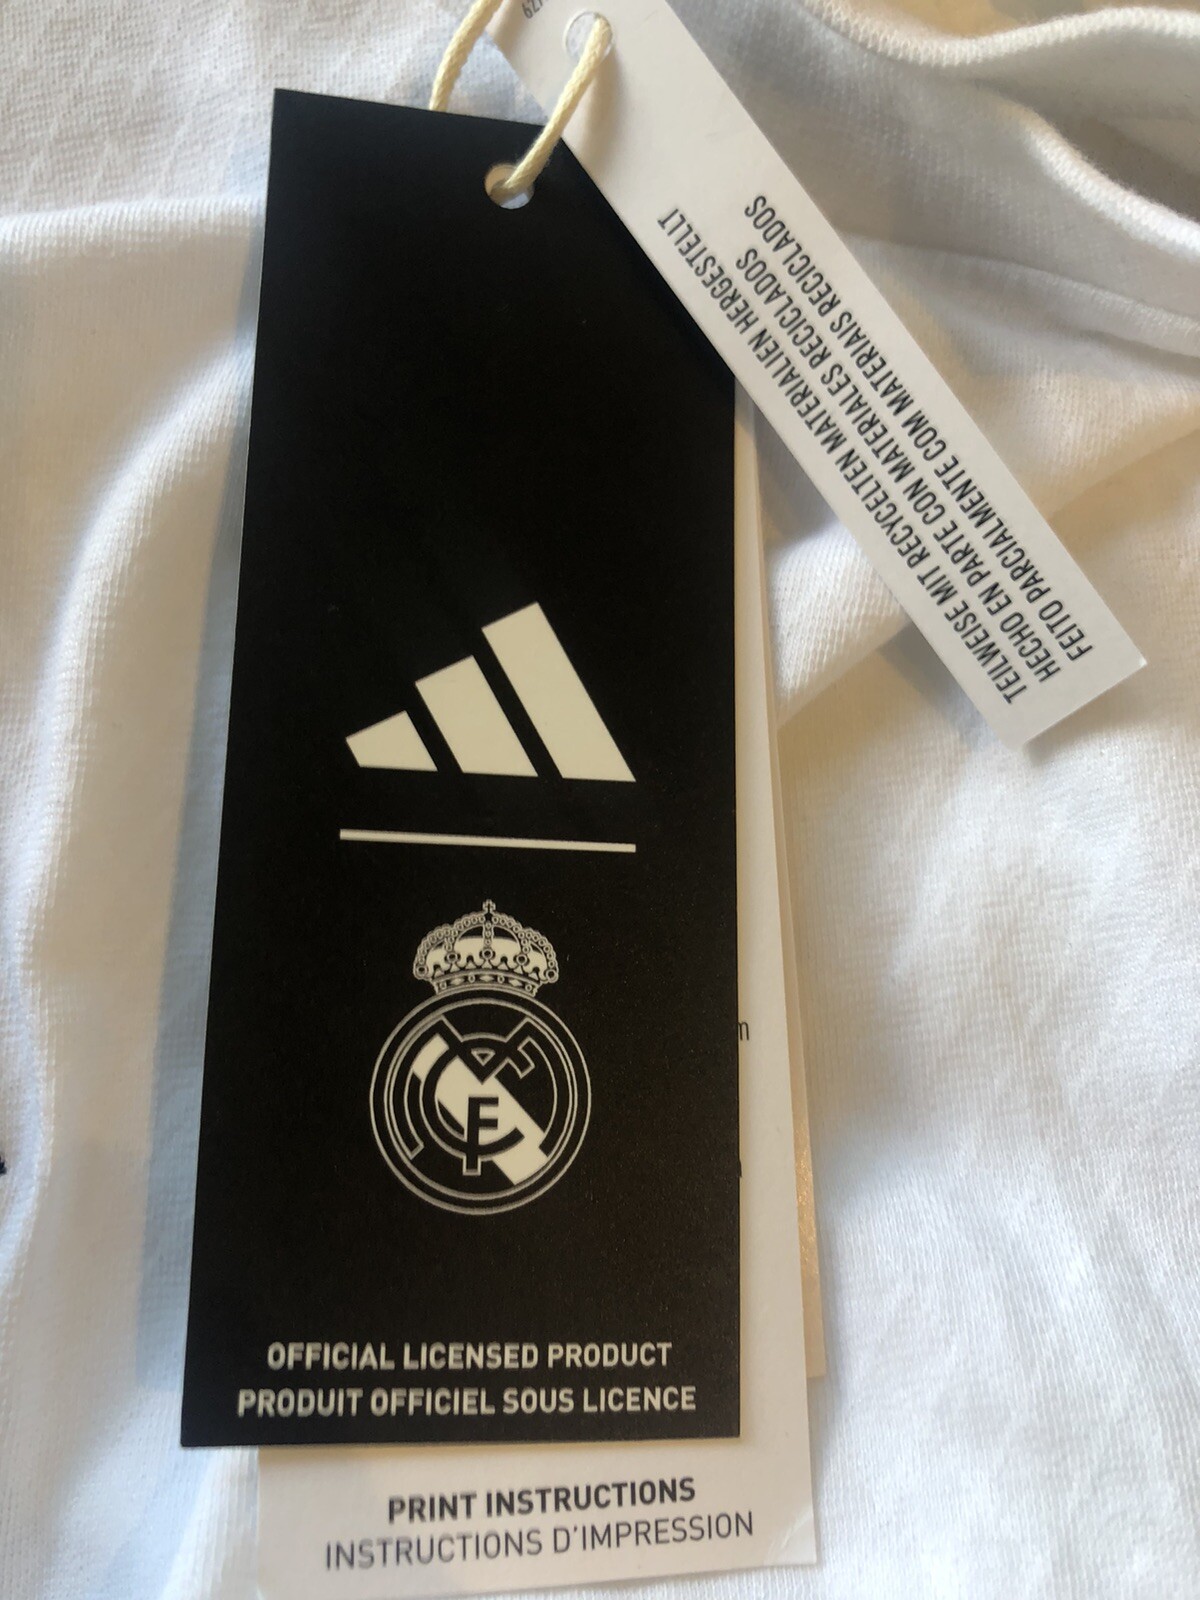 TEILWEISE MIT RECYCELTEN MATERIALIEN HERGESTELLT
HECHO EN PARTE CON MATERIALES RECICLADOS
FEITO PARCIALMENTE COM MATERIAIS RECICLADOS
OFFICIAL LICENSED PRODUCT
PRODUIT OFFICIEL SOUS LICENCE
PRINT INSTRUCTIONS
INSTRUCTIONS D'IMPRESSION